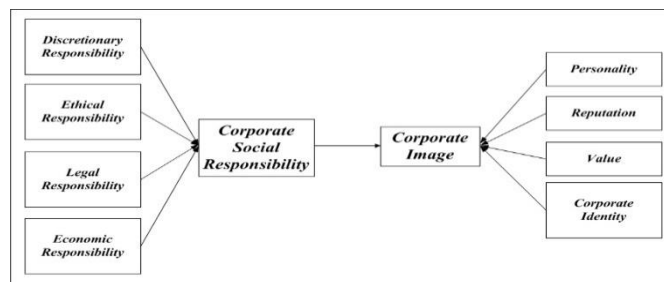 Discretionary
Responsibility
Ethical
Responsibility
Legal
Responsibility
Economic
Responsibility
Corporate
Social
Responsibility
Corporate
Image
Personality
Reputation
Value
Corporate
Identity